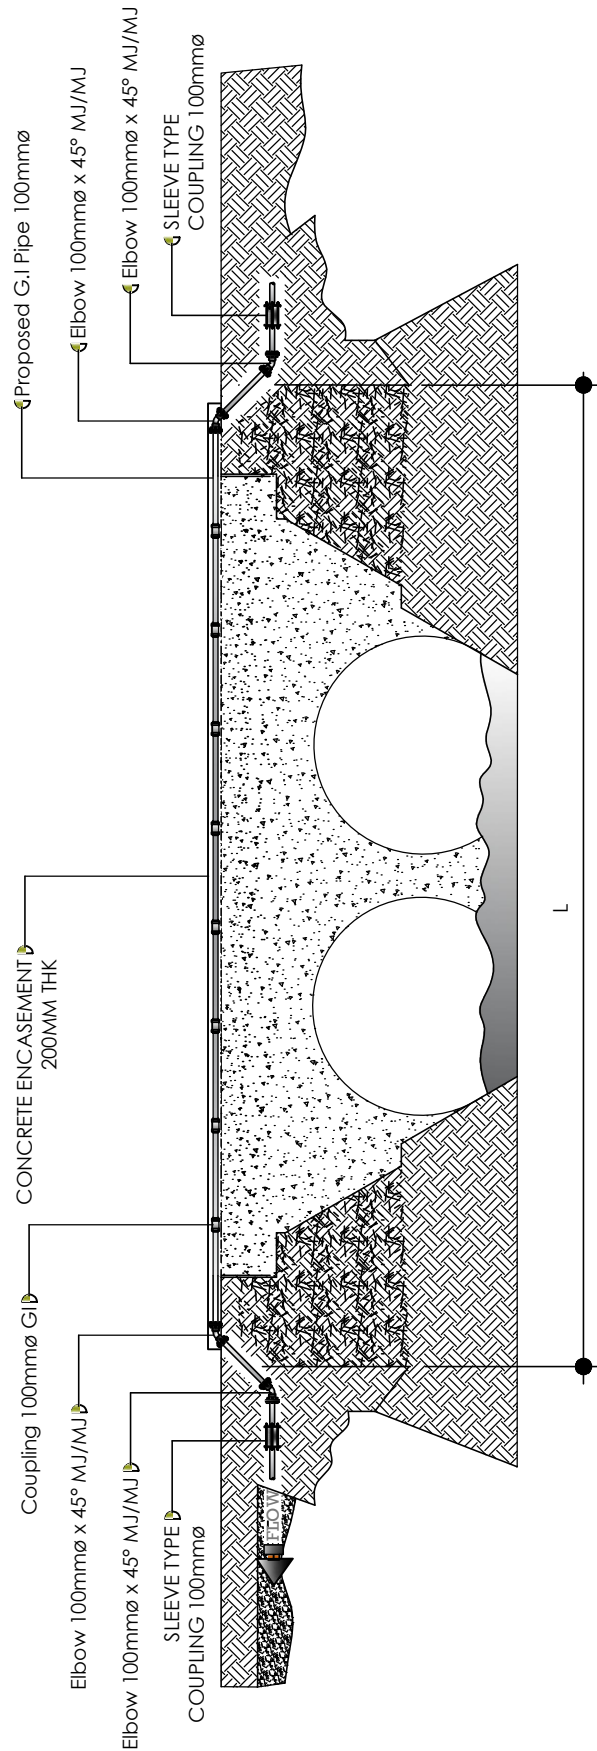 Elbow 100mmø x 45° MJ/MJ
Elbow 100mmø x 45° MJ/MJ
SLEEVE TYPE
COUPLING 100mmø
Coupling 100mmø GI
CONCRETE ENCASEMENT
200MM THK
Proposed G.I Pipe 100mmø
Elbow 100mmø x 45° MJ/MJ
Elbow 100mmø x 45° MJ/MJ
SLEEVE TYPE
COUPLING 100mmø
FLOW
L